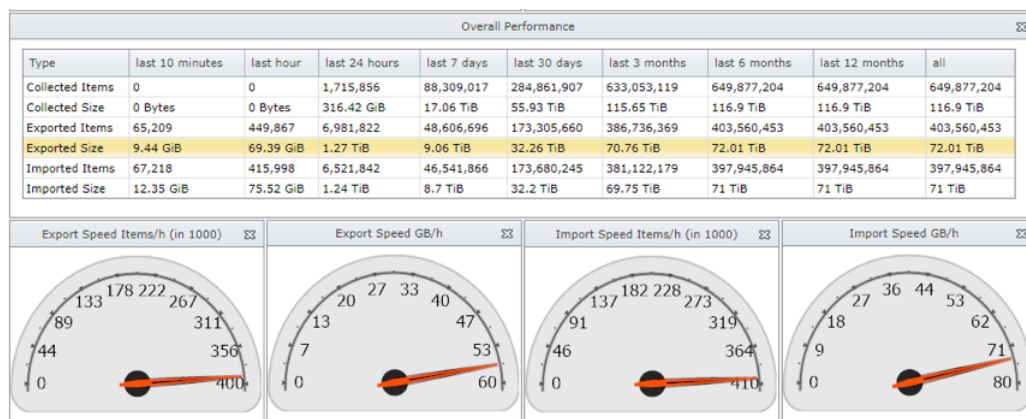 Overall Performance
Type last 10 minutes last hour last 24 hours last 7 days last 30 days last 3 months last 6 months last 12 months all
Collected Items 0 0 1,715,856 88,309,017 284,861,907 633,053,119 649,877,204 649,877,204 649,877,204
Collected Size 0 Bytes 0 Bytes 316.42 GiB 17.06 TiB 55.93 TiB 115.65 TiB 116.9 TiB 116.9 TiB 116.9 TiB
Exported Items 65,209 449,867 6,981,822 48,606,696 173,305,660 386,736,369 403,560,453 403,560,453 403,560,453
Exported Size 9.44 GiB 69.39 GiB 1.27 TiB 9.06 TiB 32.26 TiB 70.76 TiB 72.01 TiB 72.01 TiB 72.01 TiB
Imported Items 67,218 415,998 6,521,842 46,541,866 173,680,245 381,122,179 397,945,864 397,945,864 397,945,864
Imported Size 12.35 GiB 75.52 GiB 1.24 TiB 8.7 TiB 32.2 TiB 69.75 TiB 71 TiB 71 TiB 71 TiB
Export Speed Items/h (in 1000)
0 44 89 133 178 222 267 311 356 400
Export Speed GB/h
0 7 13 20 27 33 40 47 53 60
Import Speed Items/h (in 1000)
0 46 91 137 182 228 273 319 364 410
Import Speed GB/h
0 9 18 27 36 44 53 62 71 80